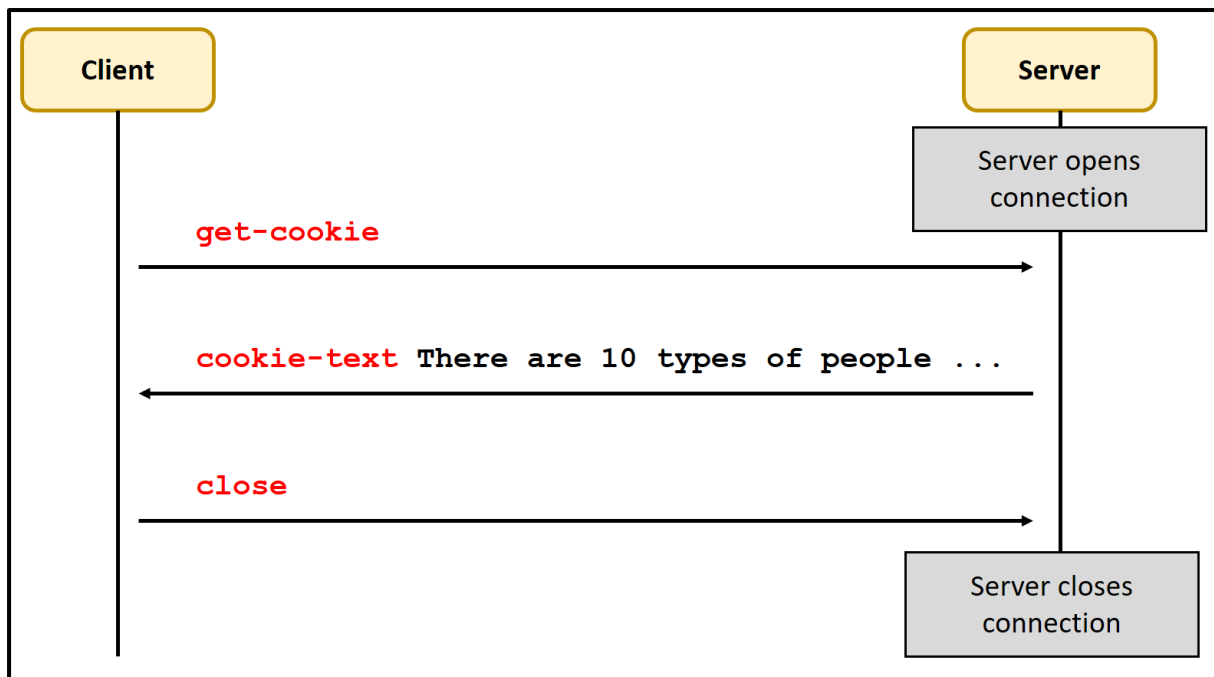 Client
Server
Server opens
connection
get-cookie
cookie-text There are 10 types of people ...
close
Server closes
connection